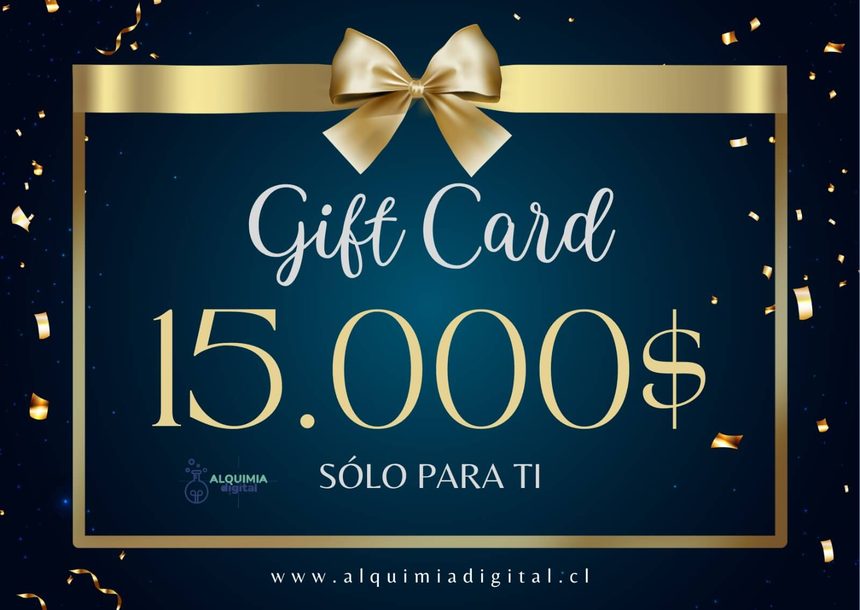 Gift Card
15.000$
SÓLO PARA TI
ALQUIMIA
digital
www.alquimiadigital.cl